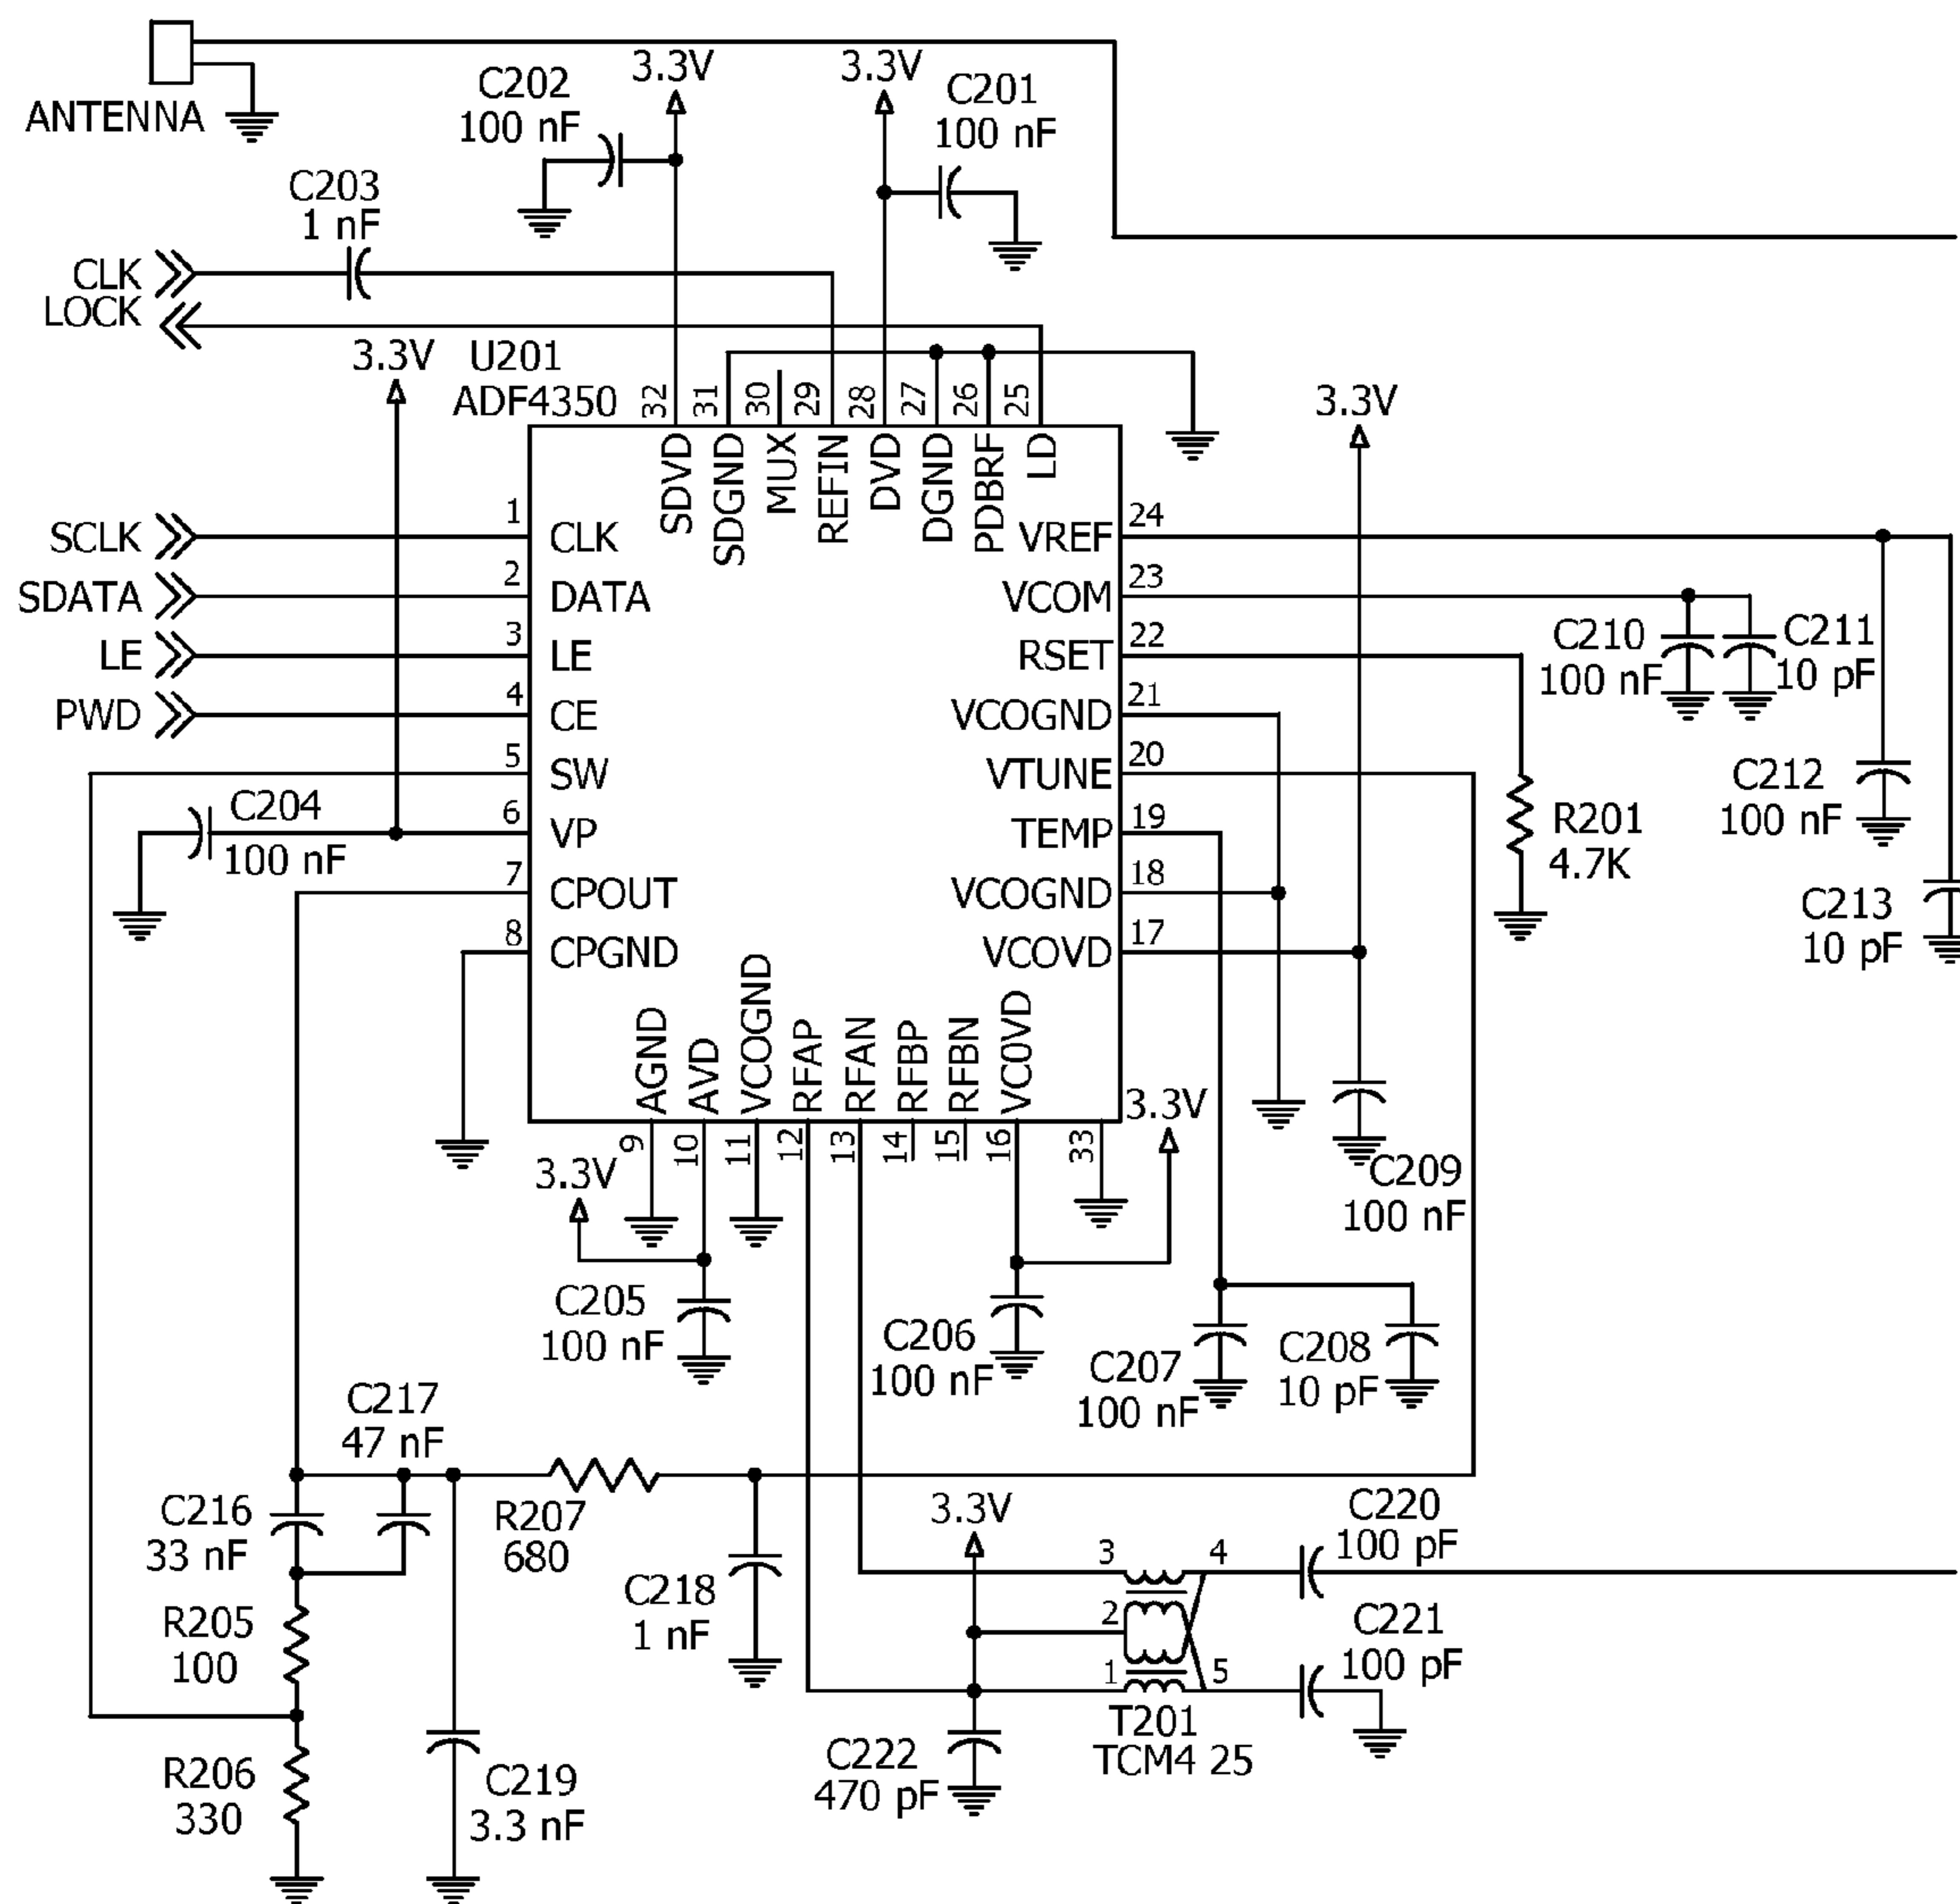 ANTENNA
C202
100 nF
3.3V
3.3V
C201
100 nF
C203
1 nF
CLK
LOCK
3.3V
U201
ADF4350
32
31
30
29
28
27
26
25
SDVD
SDGND
MUX
REFIN
DVD
DGND
PDBRF
LD
3.3V
SCLK
1
CLK
SDATA
2
DATA
LE
3
LE
PWD
4
CE
5
SW
C204
100 nF
6
VP
7
CPOUT
8
CPGND
VREF
24
VCOM
23
RSET
22
VCOGND
21
VTUNE
20
TEMP
19
VCOGND
18
VCOVD
17
C210
100 nF
C211
10 pF
C212
100 nF
R201
4.7K
C213
10 pF
AGND
AVD
VCOGND
RFAP
RFAN
RFBP
RFBN
VC0VD
9
10
11
12
13
14
15
16
33
3.3V
3.3V
C209
100 nF
C205
100 nF
C206
100 nF
C207
100 nF
C208
10 pF
C217
47 nF
C216
33 nF
R207
680
C218
1 nF
3.3V
3
4
C220
100 pF
2
C221
100 pF
1
5
T201
TCM4 25
R205
100
R206
330
C219
3.3 nF
C222
470 pF